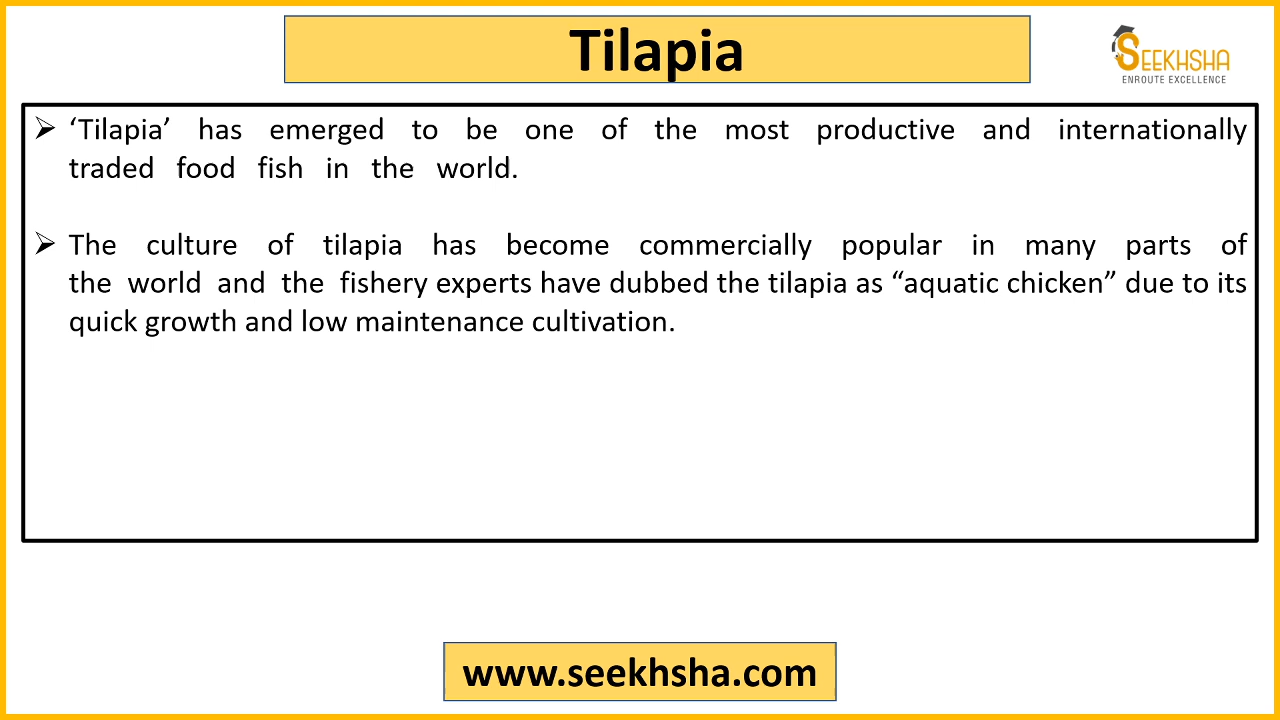 Tilapia
SEEKHSHA
ENROUTE EXCELLENCE
➢ ‘Tilapia’ has emerged to be one of the most productive and internationally
traded food fish in the world.
➢ The culture of tilapia has become commercially popular in many parts of
the world and the fishery experts have dubbed the tilapia as “aquatic chicken” due to its
quick growth and low maintenance cultivation.
www.seekhsha.com